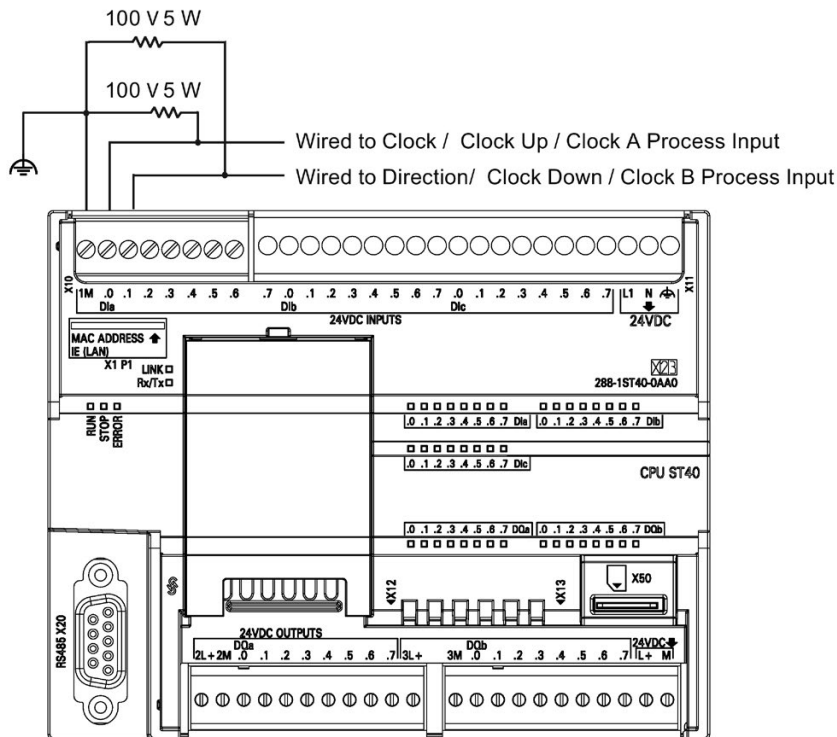 100 V 5 W
100 V 5 W
Wired to Clock / Clock Up / Clock A Process Input
Wired to Direction/ Clock Down / Clock B Process Input
X10
1M .0 .1 .2 .3 .4 .5 .6 .7 .0 .1 .2 .3 .4 .5 .6 .7 .0 .1 .2 .3 .4 .5 .6 .7 L1 N
X11
DIa DIb DIc
24VDC INPUTS
24VDC
MAC ADDRESS
IE (LAN)
X1 P1
LINK
Rx/Tx
X 2 3
288-1ST40-0AA0
RUN
STOP
ERROR
.0 .1 .2 .3 .4 .5 .6 .7 DIa .0 .1 .2 .3 .4 .5 .6 .7 DIb
.0 .1 .2 .3 .4 .5 .6 .7 DIc
CPU ST40
.0 .1 .2 .3 .4 .5 .6 .7 DQa .0 .1 .2 .3 .4 .5 .6 .7 DQb
X12
X13
X50
RS485 X20
24VDC OUTPUTS
DQa DQb 24VDC
2L+ 2M .0 .1 .2 .3 .4 .5 .6 .7 3L+ 3M .0 .1 .2 .3 .4 .5 .6 .7 L+ M